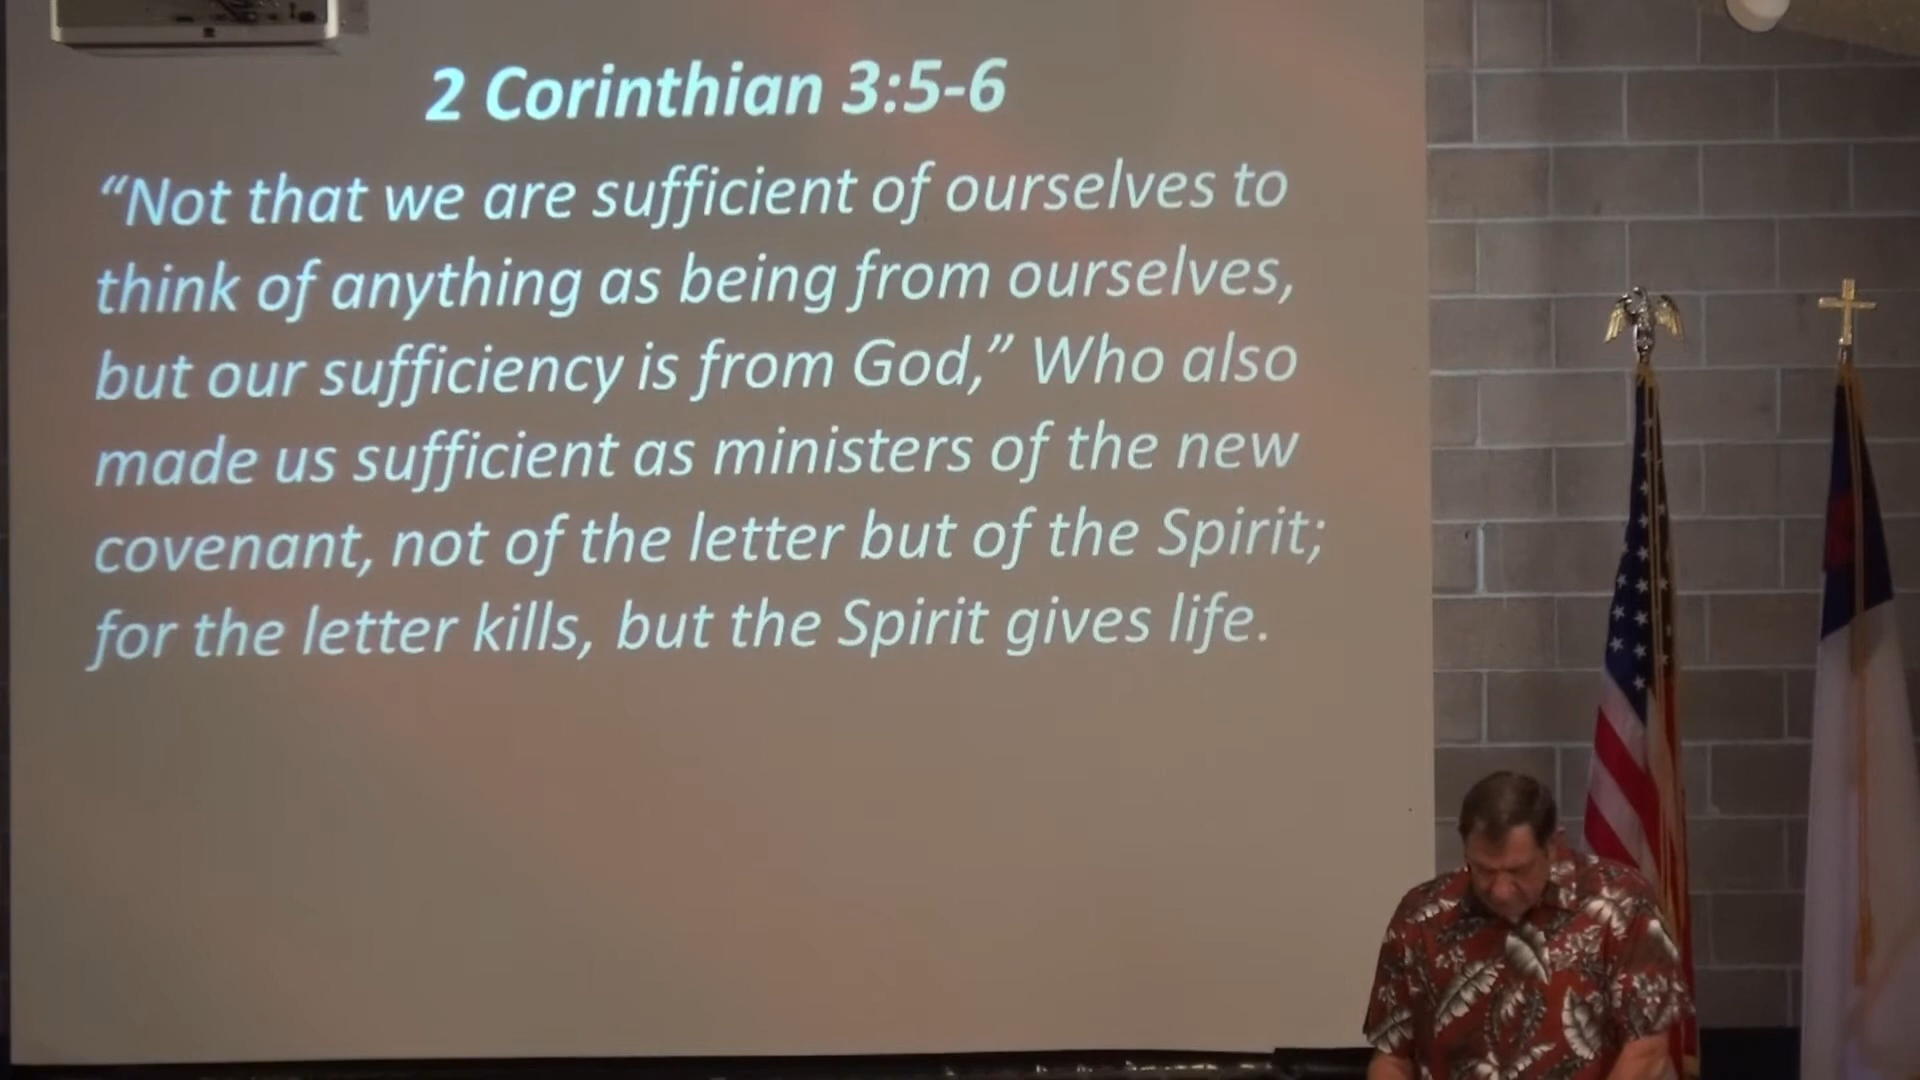 2 Corinthian 3:5-6
“Not that we are sufficient of ourselves to
think of anything as being from ourselves,
but our sufficiency is from God,” Who also
made us sufficient as ministers of the new
covenant, not of the letter but of the Spirit;
for the letter kills, but the Spirit gives life.